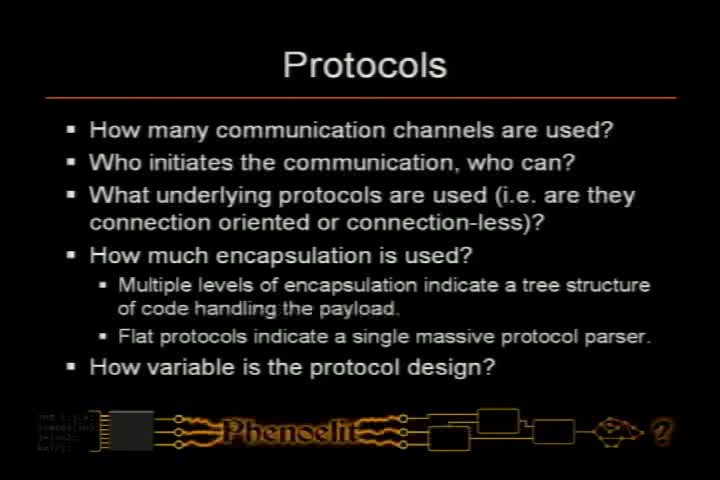 Protocols
How many communication channels are used?
Who initiates the communication, who can?
What underlying protocols are used (i.e. are they
connection oriented or connection-less)?
How much encapsulation is used?
Multiple levels of encapsulation indicate a tree structure
of code handling the payload.
Flat protocols indicate a single massive protocol parser.
How variable is the protocol design?
Phenoelit
?